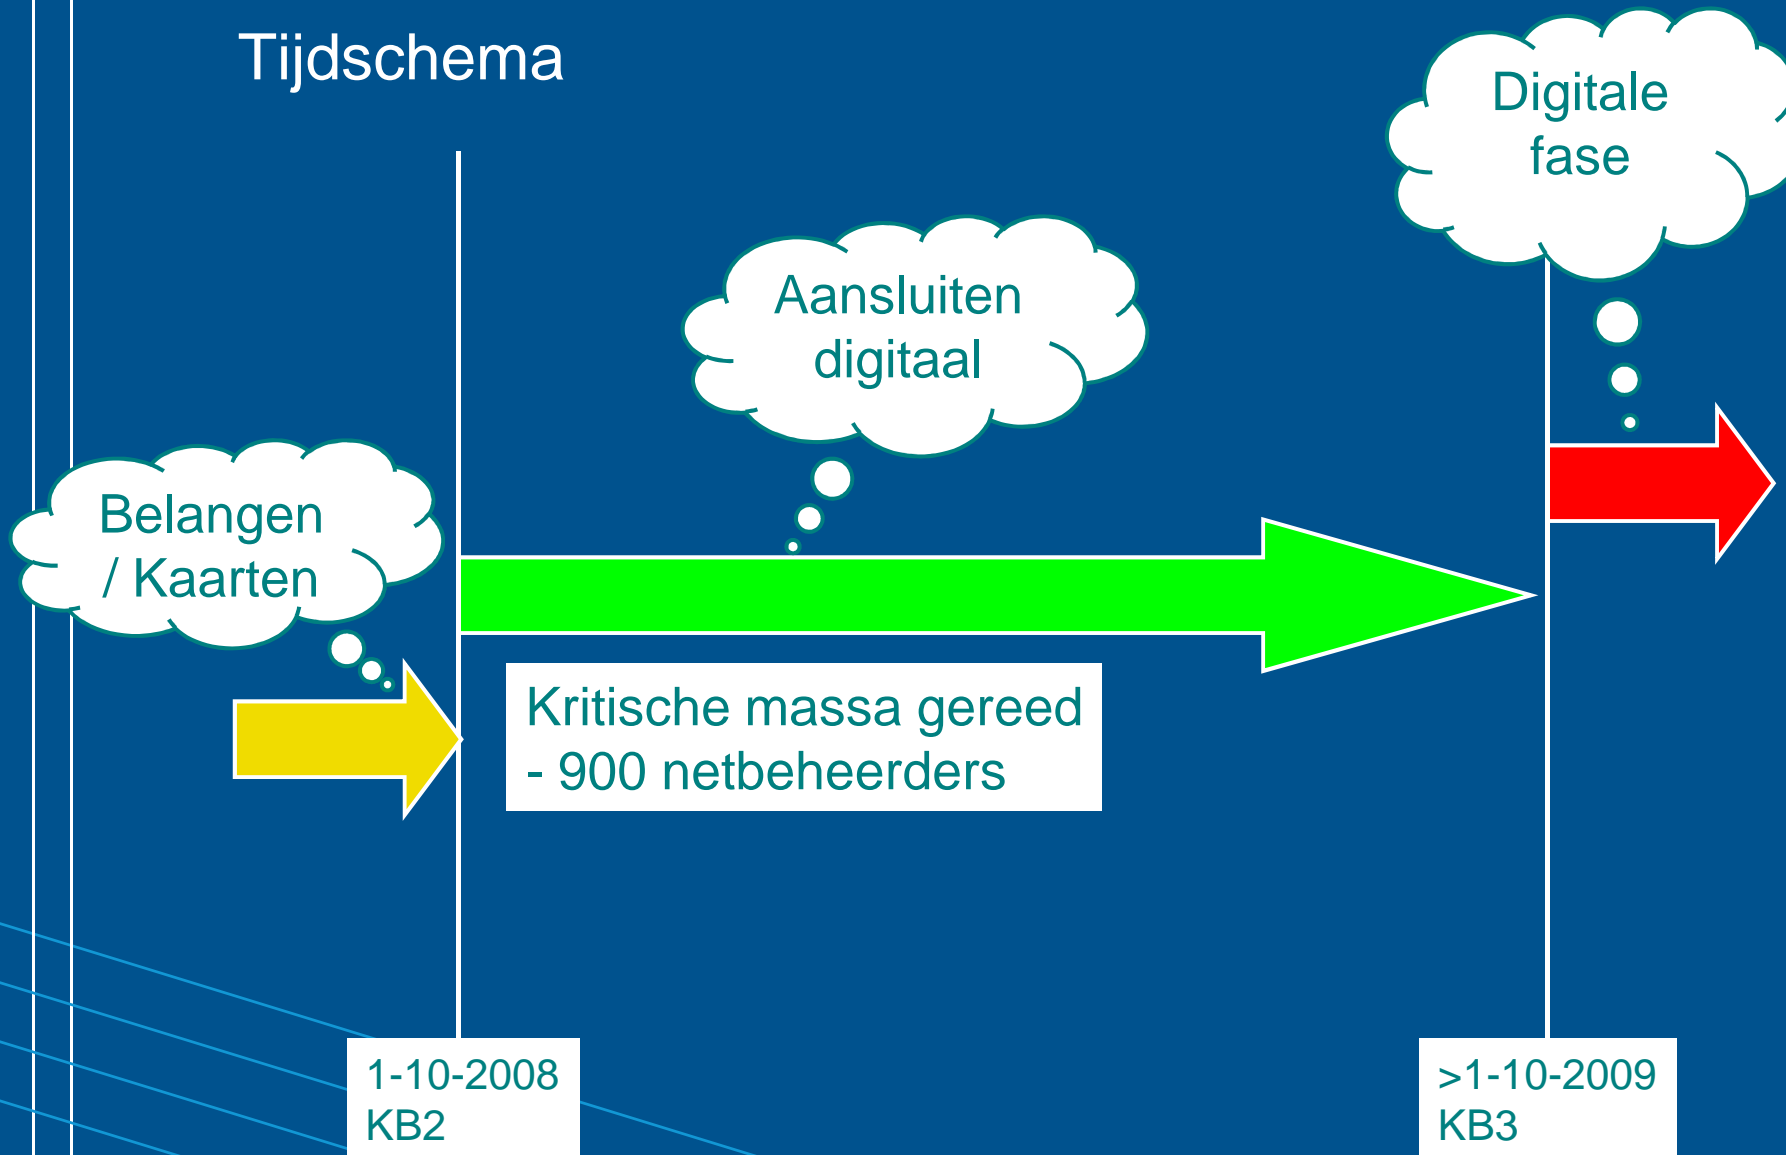 Tijdschema
Digitale
fase
Aansluiten
digitaal
Belangen
/ Kaarten
Kritische massa gereed
- 900 netbeheerders
1-10-2008
KB2
>1-10-2009
KB3